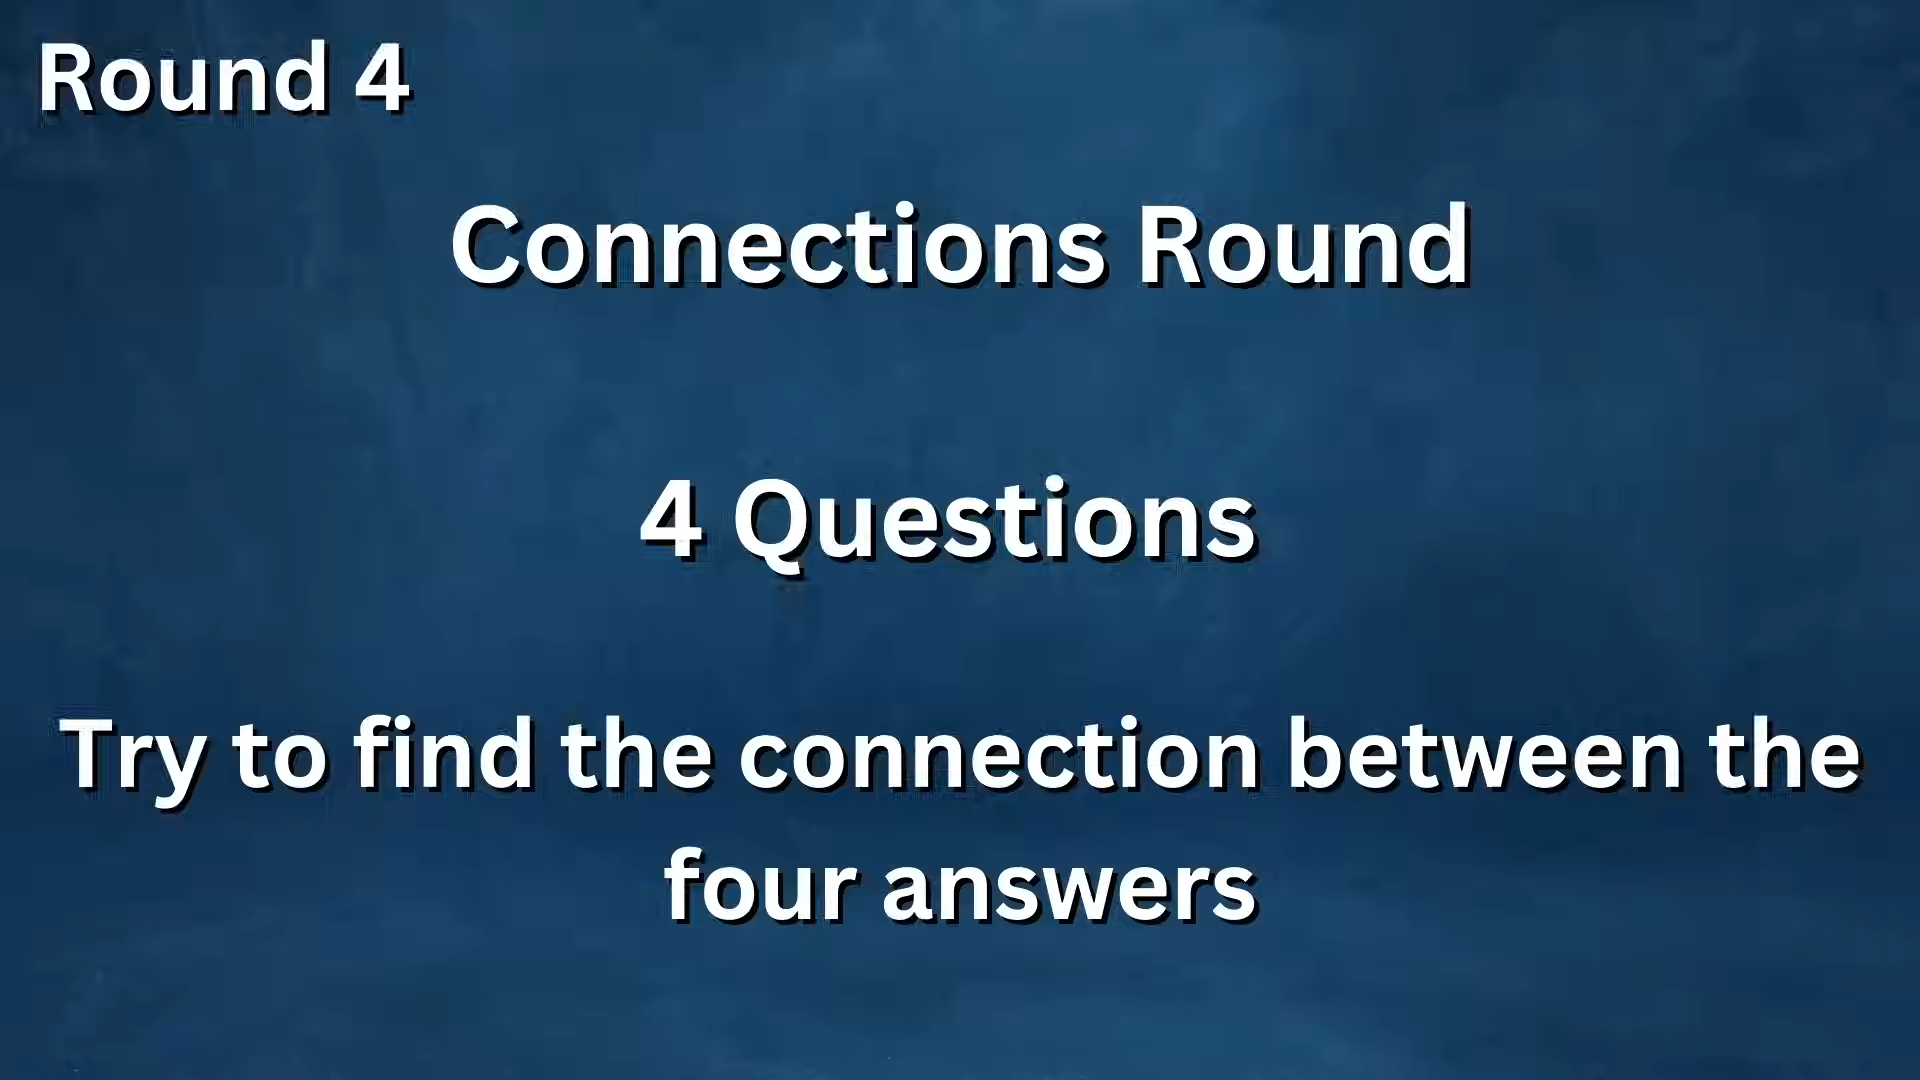 Round 4
Connections Round
4 Questions
Try to find the connection between the
four answers